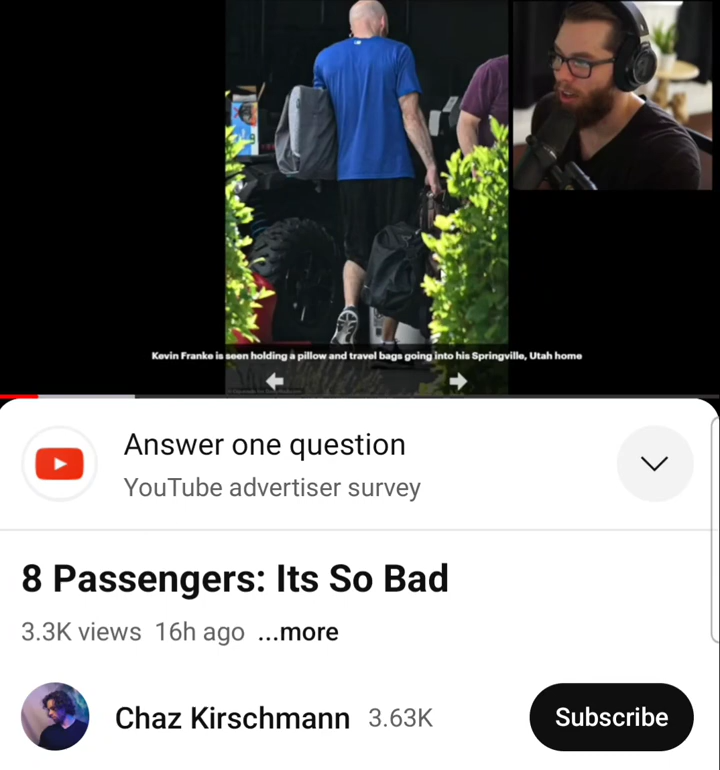 Kevin Franke is seen holding a pillow and travel bags going into his Springville, Utah home
Answer one question
YouTube advertiser survey
8 Passengers: Its So Bad
3.3K views 16h ago ...more
Chaz Kirschmann 3.63K
Subscribe